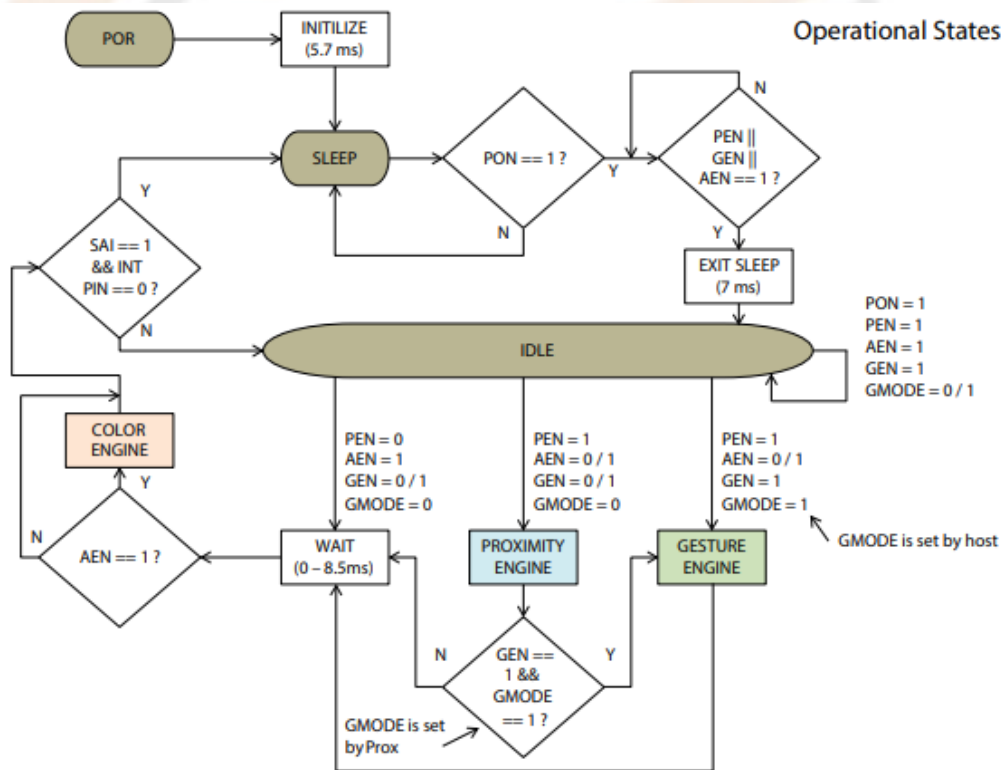 Operational States
POR
INITILIZE
(5.7 ms)
SLEEP
PON == 1 ?
Y
N
N
PEN ||
GEN ||
AEN == 1 ?
Y
EXIT SLEEP
(7 ms)
Y
SAI == 1
&& INT
PIN == 0 ?
N
IDLE
PON = 1
PEN = 1
AEN = 1
GEN = 1
GMODE = 0 / 1
PEN = 0
AEN = 1
GEN = 0 / 1
GMODE = 0
PEN = 1
AEN = 0 / 1
GEN = 0 / 1
GMODE = 0
PEN = 1
AEN = 0 / 1
GEN = 1
GMODE = 1
GMODE is set by host
COLOR
ENGINE
Y
N
AEN == 1 ?
WAIT
(0 – 8.5ms)
PROXIMITY
ENGINE
GESTURE
ENGINE
N
GEN ==
1 &&
GMODE
== 1 ?
Y
GMODE is set
by Prox